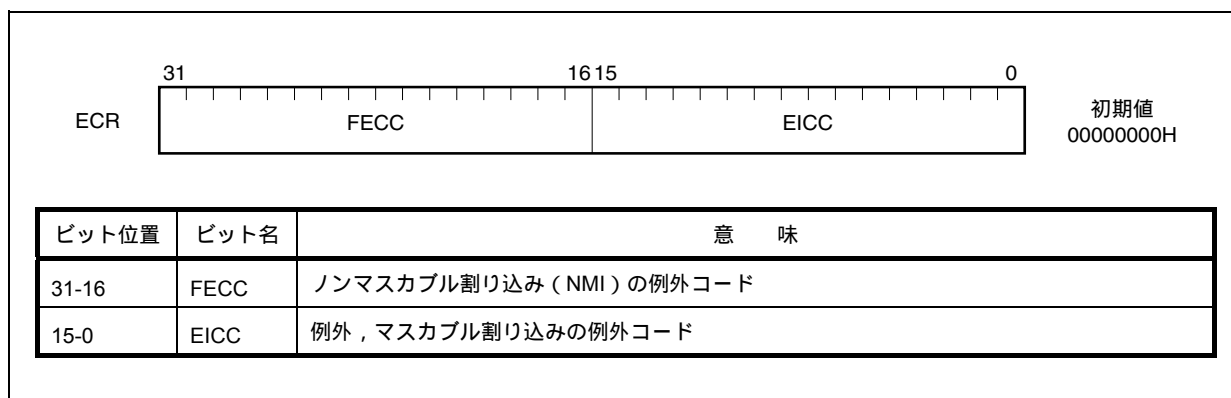 31 16 15 0
ECR FECC EICC 初期値
00000000H
ビット位置 ビット名 意 味
31-16 FECC ノンマスカブル割り込み(NMI)の例外コード
15-0 EICC 例外,マスカブル割り込みの例外コード